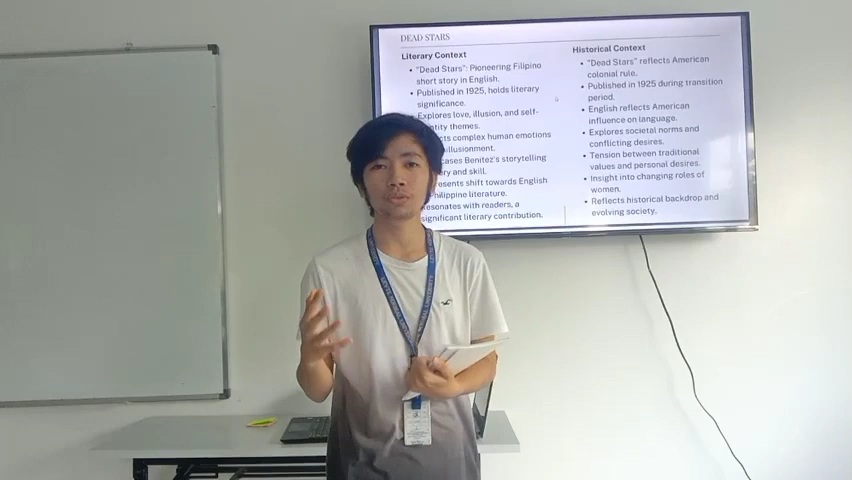 DEAD STARS
Literary Context
• "Dead Stars": Pioneering Filipino
short story in English.
• Published in 1925, holds literary
significance.
Explores love, illusion, and self-
themes.
complex human emotions
storytelling
and skill.
shift towards English
Philippine literature.
Resonates with readers, a
significant literary contribution.
Historical Context
• "Dead Stars" reflects American
colonial rule.
• Published in 1925 during transition
period.
• English reflects American
influence on language.
• Explores societal norms and
conflicting desires.
• Tension between traditional
values and personal desires.
• Insight into changing roles of
women.
• Reflects historical backdrop and
evolving society.